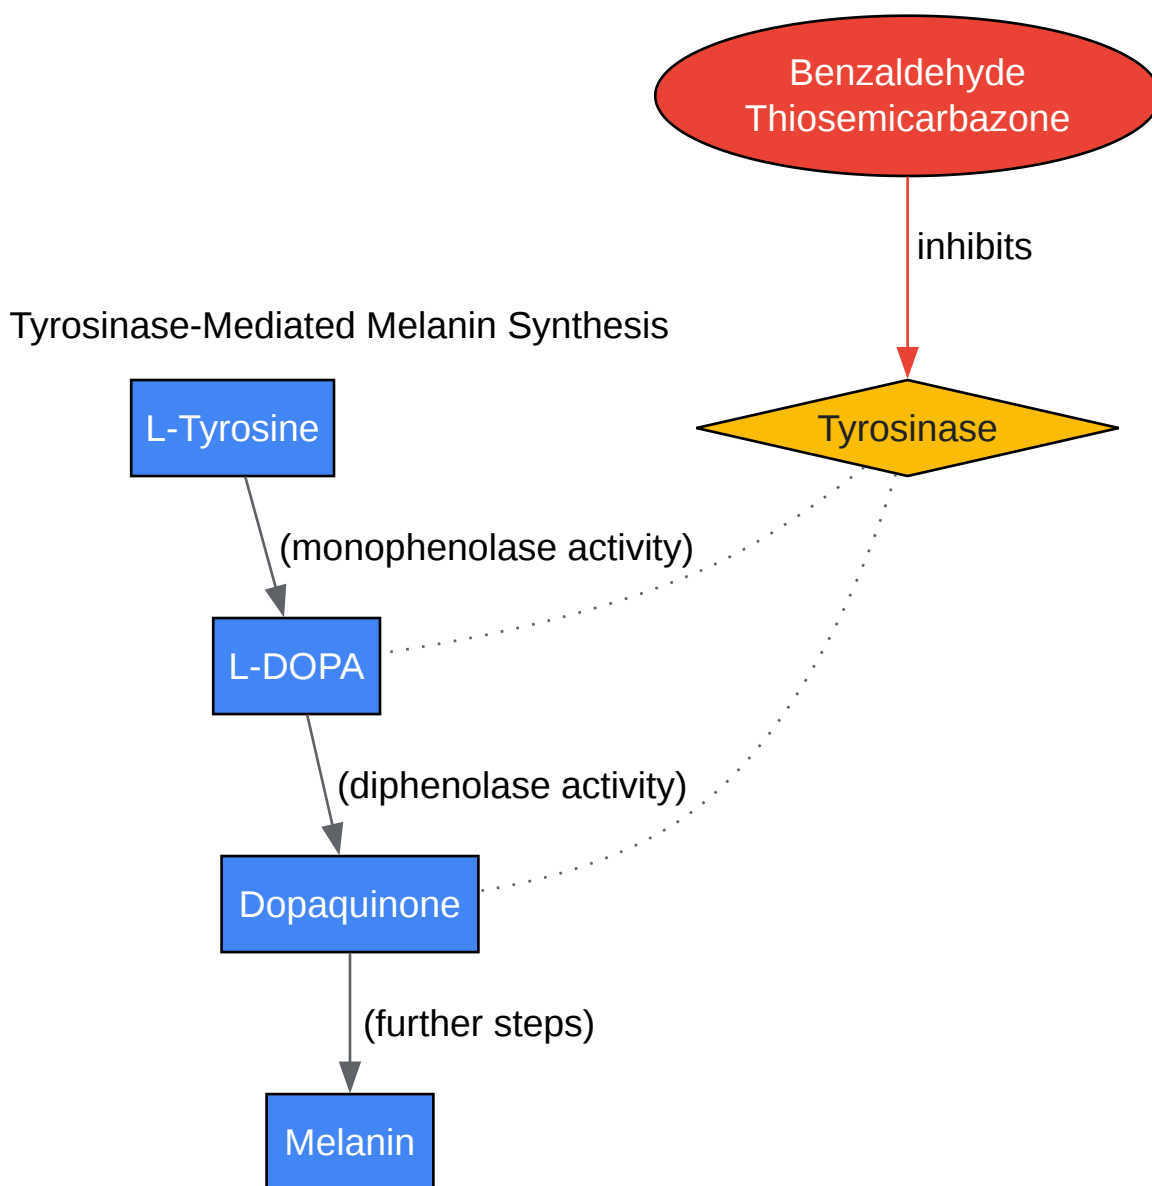 Benzaldehyde
Thiosemicarbazone
inhibits
Tyrosinase-Mediated Melanin Synthesis
L-Tyrosine
Tyrosinase
(monophenolase activity)
L-DOPA
(diphenolase activity)
Dopaquinone
(further steps)
Melanin